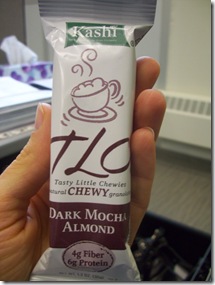 Kashi
TLC
Tasty Little Chewies
natural CHEWY granola
DARK MOCHA
ALMOND
4g Fiber
6g Protein